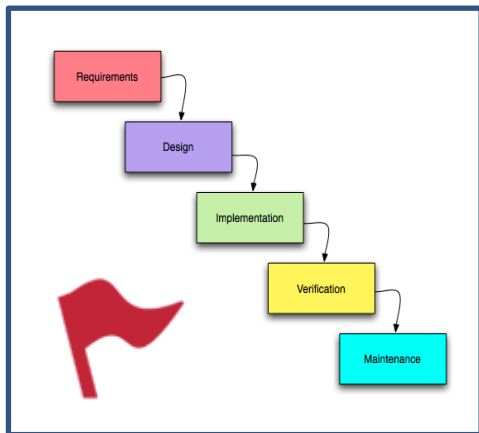 Requirements
Design
Implementation
Verification
Maintenance